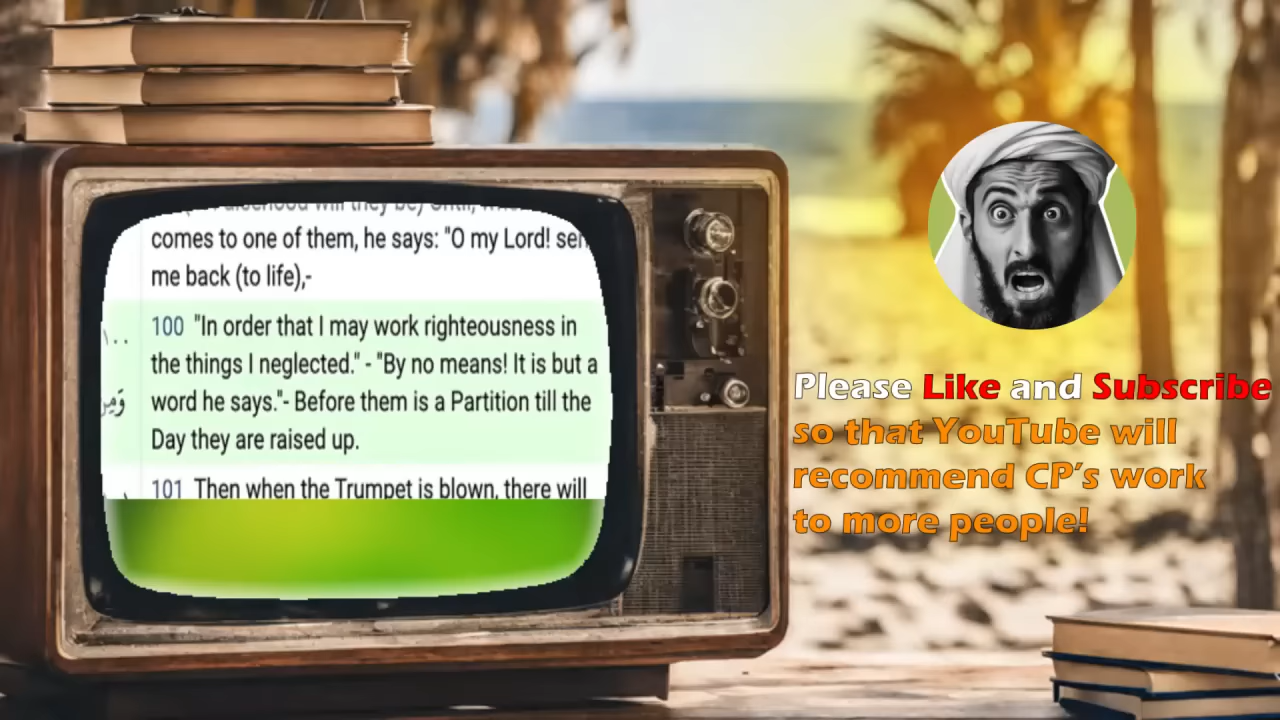 comes to one of them, he says: "O my Lord! sen
me back (to life),-
100 "In order that I may work righteousness in
the things I neglected." - "By no means! It is but a
word he says."- Before them is a Partition till the
Day they are raised up.
101 Then when the Trumpet is blown, there will
Please Like and Subscribe
so that YouTube will
recommend CP's work
to more people!